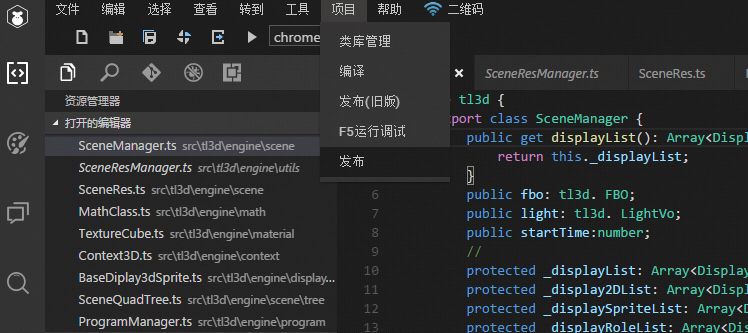 文件 编辑 选择 查看 转到 工具 项目 帮助 二维码
chrome
类库管理
编译
发布(旧版)
F5运行调试
发布
SceneResManager.ts
SceneRes.ts
资源管理器
打开的编辑器
SceneManager.ts src\tl3d\engine\scene
SceneResManager.ts src\tl3d\engine\utils
SceneRes.ts src\tl3d\engine\scene
MathClass.ts src\tl3d\engine\math
TextureCube.ts src\tl3d\engine\material
Context3D.ts src\tl3d\engine\context
BaseDiplay3dSprite.ts src\tl3d\engine\display...
SceneQuadTree.ts src\tl3d\engine\scene\tree
ProgramManager.ts src\tl3d\engine\program
tl3d {
port class SceneManager {
public get displayList(): Array<Disp
return this._displayList;
}
6 public fbo: tl3d. FBO;
7 public light: tl3d. LightVo;
8 public startTime:number;
9 //
10 protected _displayList: Array<Display
11 protected _display2DList: Array<Displ
12 protected _displaySpriteList: Array<D
13 protected _displayRoleList: Array<Dis